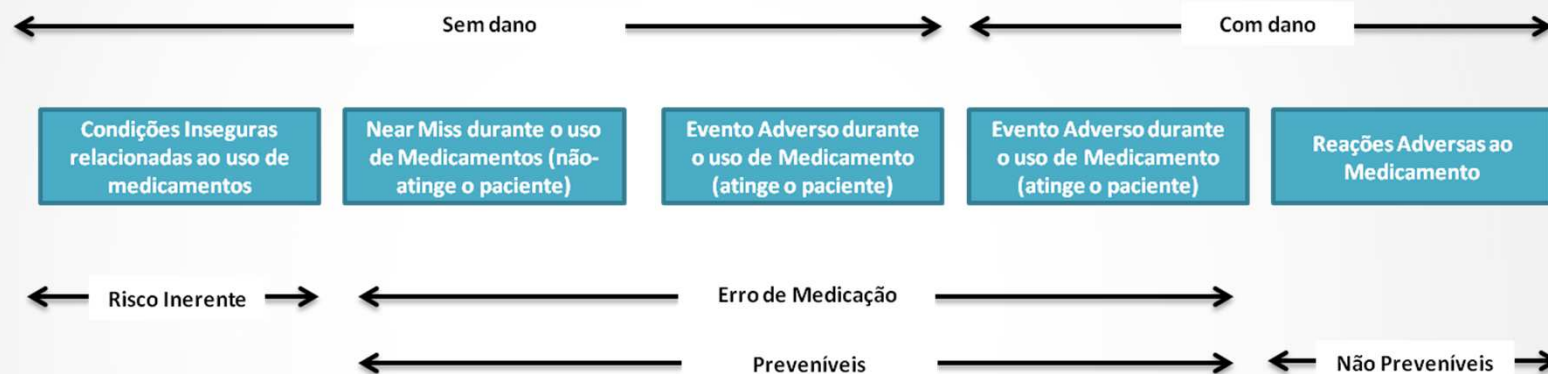 Sem dano
Com dano
Condições Inseguras
relacionadas ao uso de
medicamentos
Near Miss durante o uso
de Medicamentos (não-
atinge o paciente)
Evento Adverso durante
o uso de Medicamento
(atinge o paciente)
Evento Adverso durante
o uso de Medicamento
(atinge o paciente)
Reações Adversas ao
Medicamento
Risco Inerente
Erro de Medicação
Preveníveis
Não Preveníveis